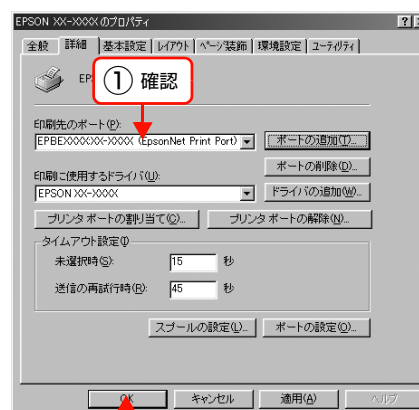 EPSON XX-XXXXのプロパティ
全般 詳細 基本設定 レイアウト ページ装飾 環境設定 ユーティリティ
EP
① 確認
印刷先のポート(P):
EPBEXXXX:XX-XXXX (EpsonNet Print Port) ポートの追加(T)...
ポートの削除(D)...
印刷に使用するドライバ(U):
EPSON XX-XXXX ドライバの追加(W)...
プリンタ ポートの割り当て(C)... プリンタ ポートの解除(N)...
タイムアウト設定
未選択時(S): 15 秒
送信の再試行時(R): 45 秒
スプールの設定(L)... ポートの設定(O)...
OK キャンセル 適用(A) ヘルプ